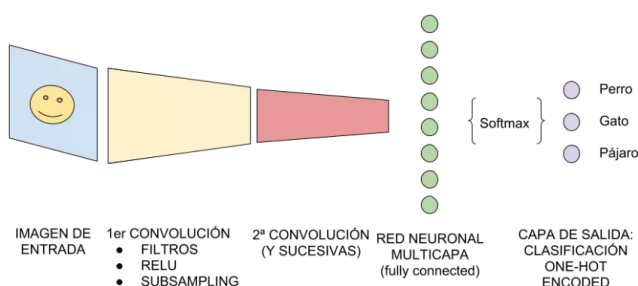 Perro
Softmax
Gato
Pájaro
IMAGEN DE
ENTRADA
1er CONVOLUCIÓN
● FILTROS
● RELU
● SUBSAMPLING
2ª CONVOLUCIÓN
(Y SUCESIVAS)
RED NEURONAL
MULTICAPA
(fully connected)
CAPA DE SALIDA:
CLASIFICACIÓN
ONE-HOT
ENCODED